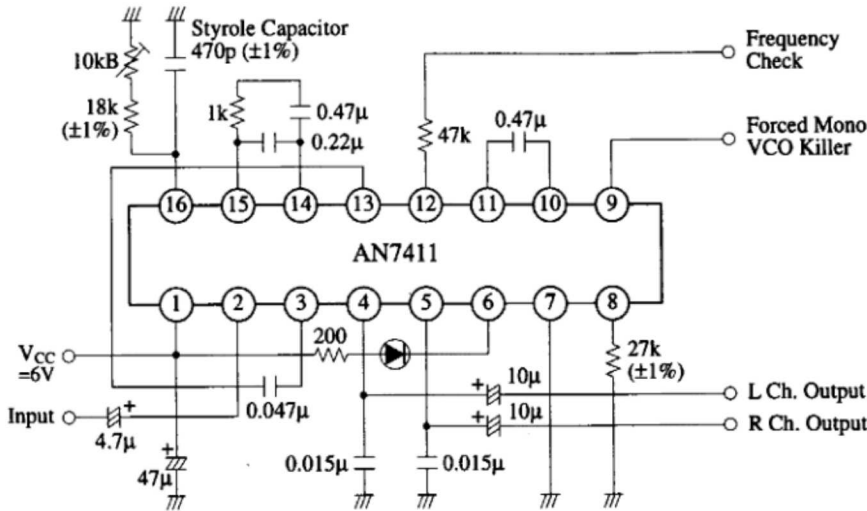 Styrole Capacitor
470p (±1%)
10kB
18k
(±1%)
1k
0.47μ
0.22μ
47k
0.47μ
Frequency
Check
Forced Mono
VCO Killer
16 15 14 13 12 11 10 9
AN7411
1 2 3 4 5 6 7 8
VCC
=6V
200
27k
(±1%)
0.047μ
10μ
L Ch. Output
Input
+
4.7μ
+
10μ
R Ch. Output
+
+
47μ
0.015μ
0.015μ